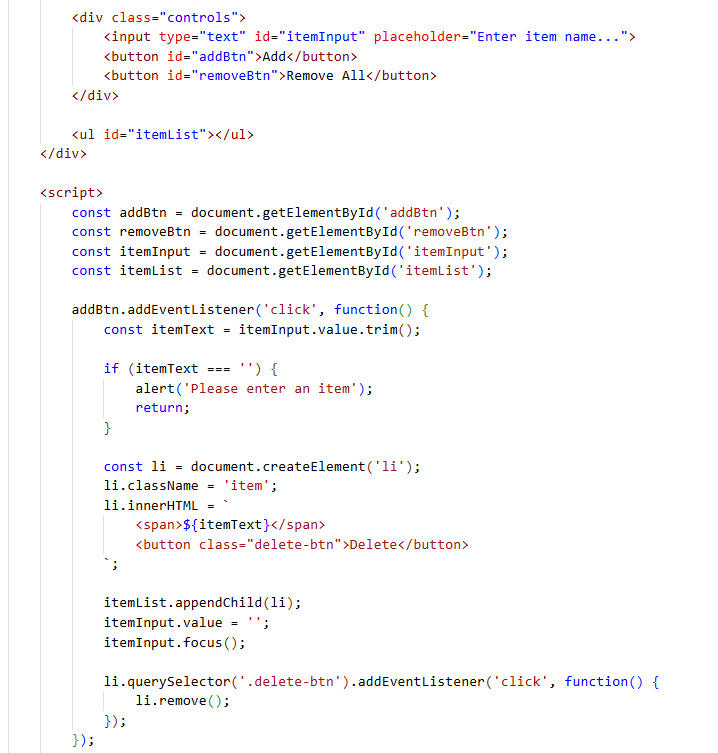 <div class="controls">
<input type="text" id="itemInput" placeholder="Enter item name...">
<button id="addBtn">Add</button>
<button id="removeBtn">Remove All</button>
</div>
<ul id="itemList"></ul>
</div>
<script>
const addBtn = document.getElementById('addBtn');
const removeBtn = document.getElementById('removeBtn');
const itemInput = document.getElementById('itemInput');
const itemList = document.getElementById('itemList');
addBtn.addEventListener('click', function() {
const itemText = itemInput.value.trim();
if (itemText === '') {
alert('Please enter an item');
return;
}
const li = document.createElement('li');
li.className = 'item';
li.innerHTML = `
<span>${itemText}</span>
<button class="delete-btn">Delete</button>
`;
itemList.appendChild(li);
itemInput.value = '';
itemInput.focus();
li.querySelector('.delete-btn').addEventListener('click', function() {
li.remove();
});
});